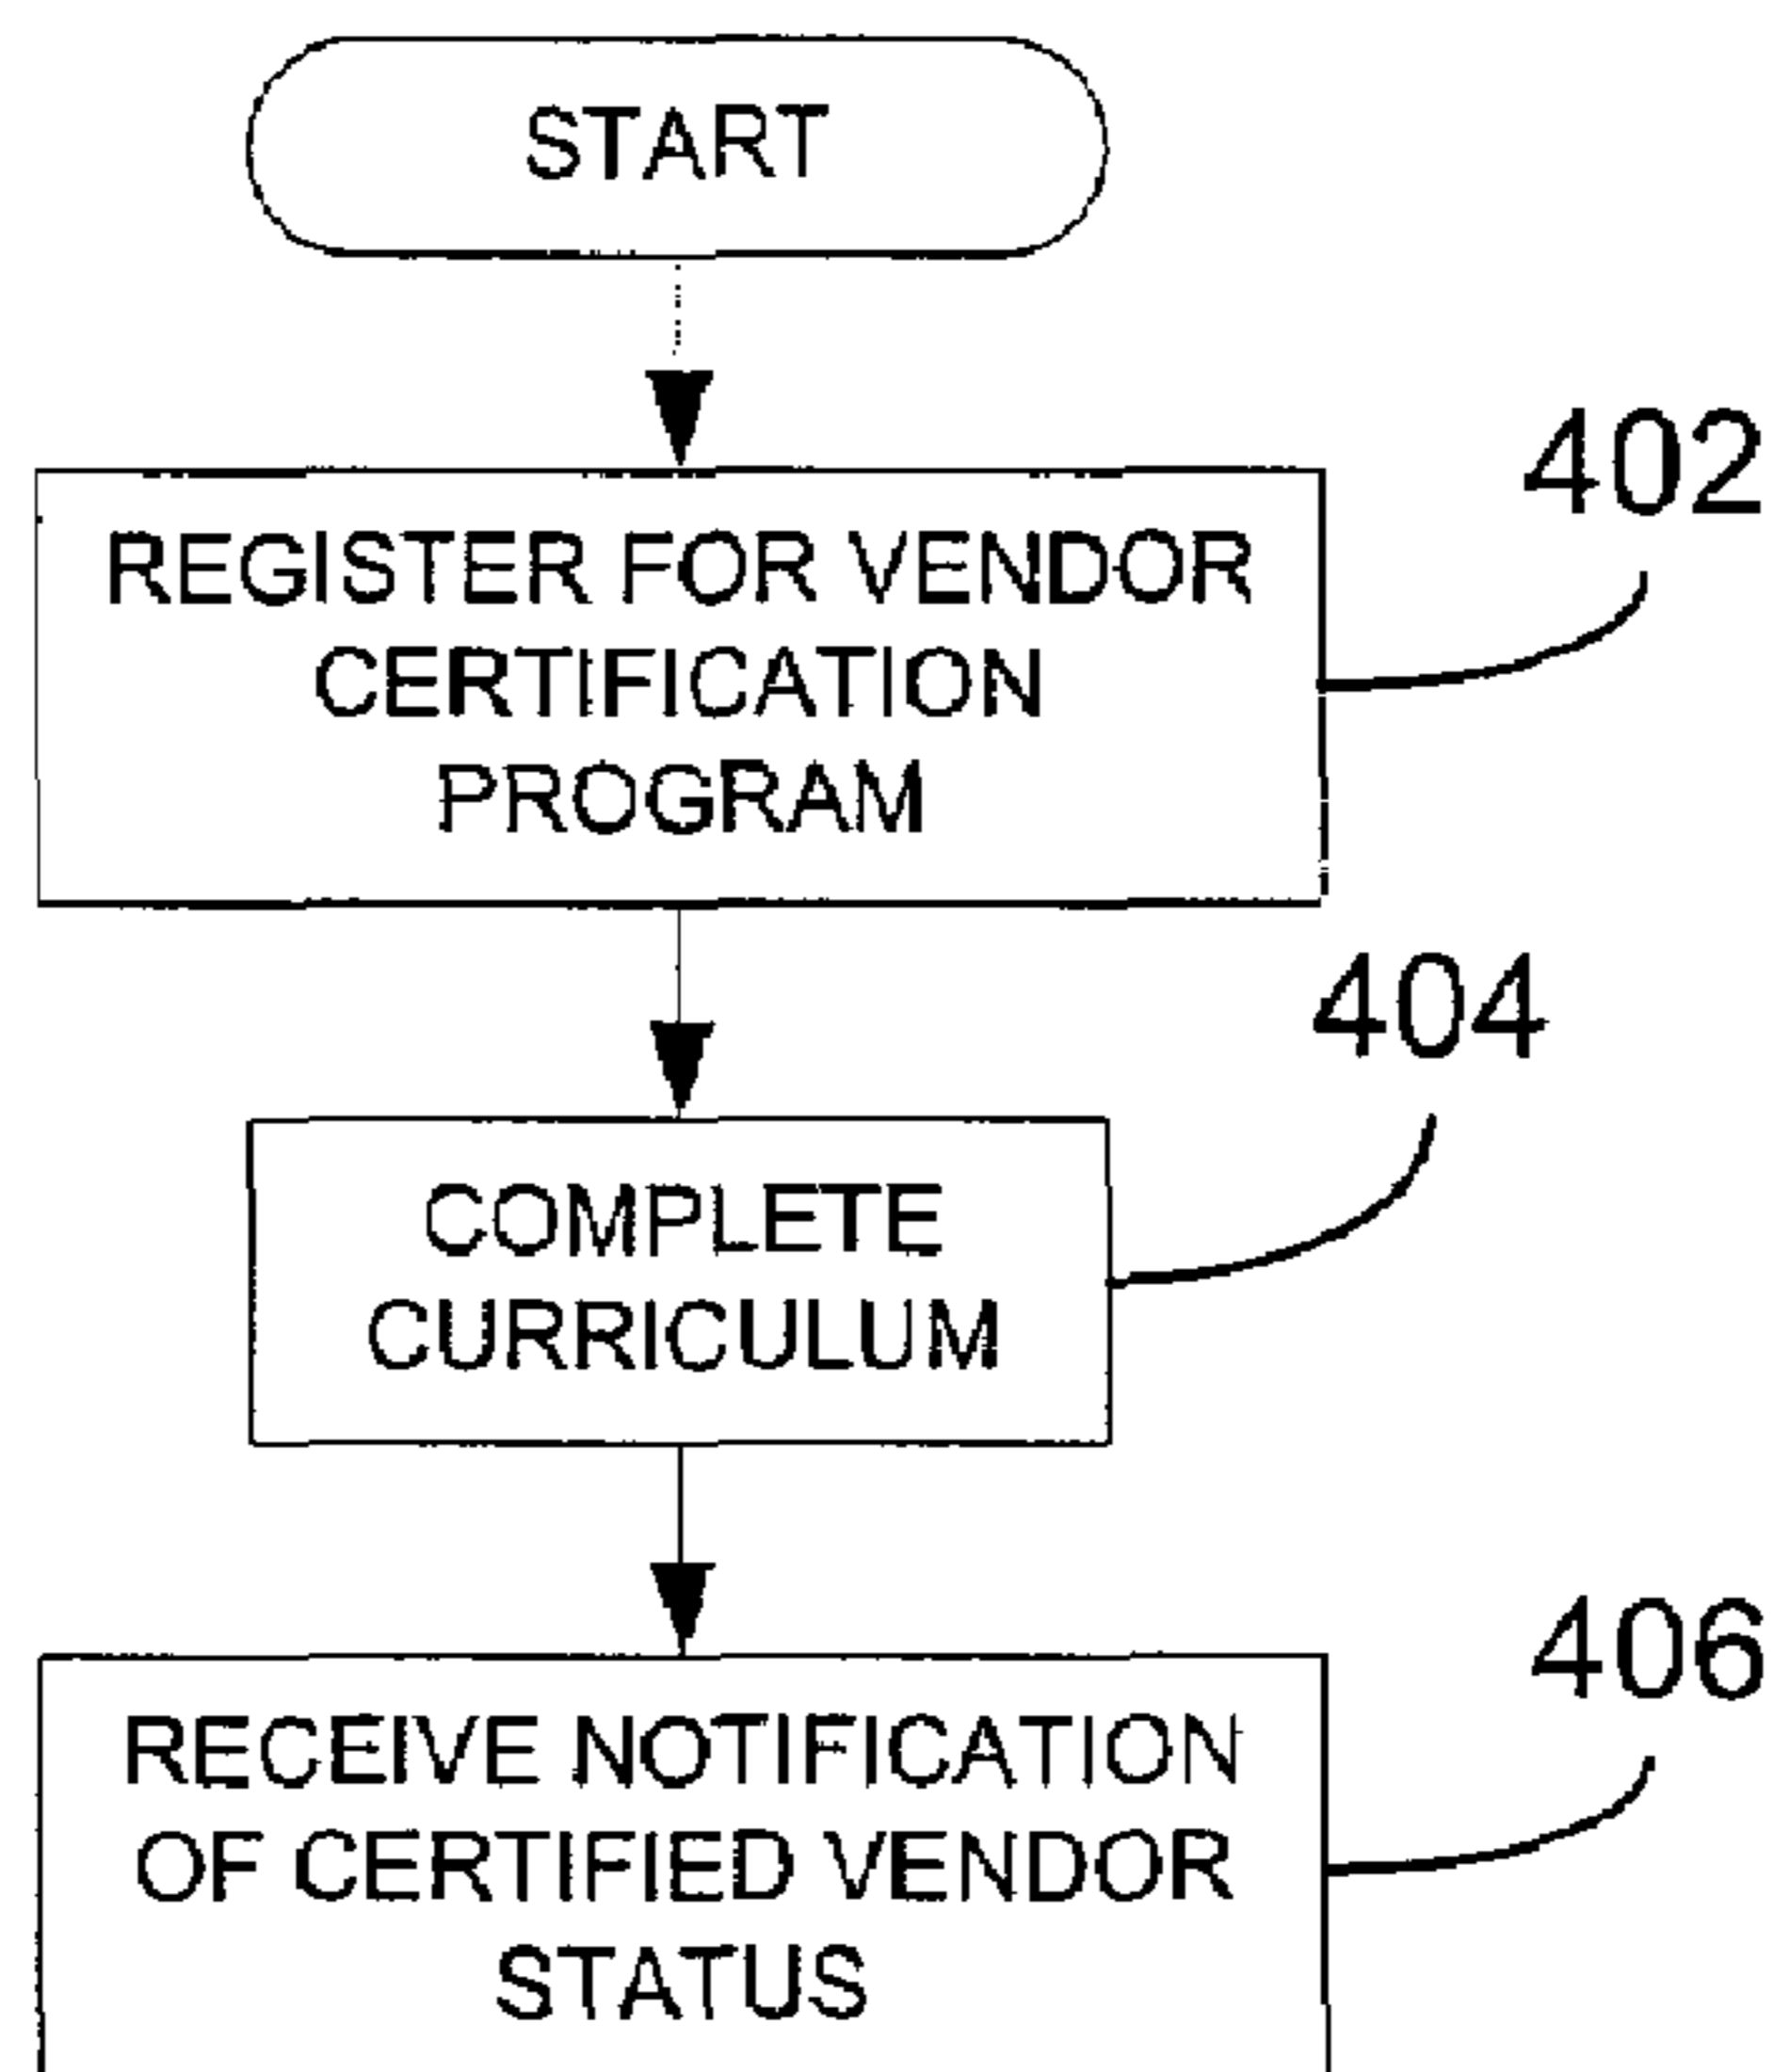 START
402
REGISTER FOR VENDOR
CERTIFICATION
PROGRAM
404
COMPLETE
CURRICULUM
406
RECEIVE NOTIFICATION
OF CERTIFIED VENDOR
STATUS